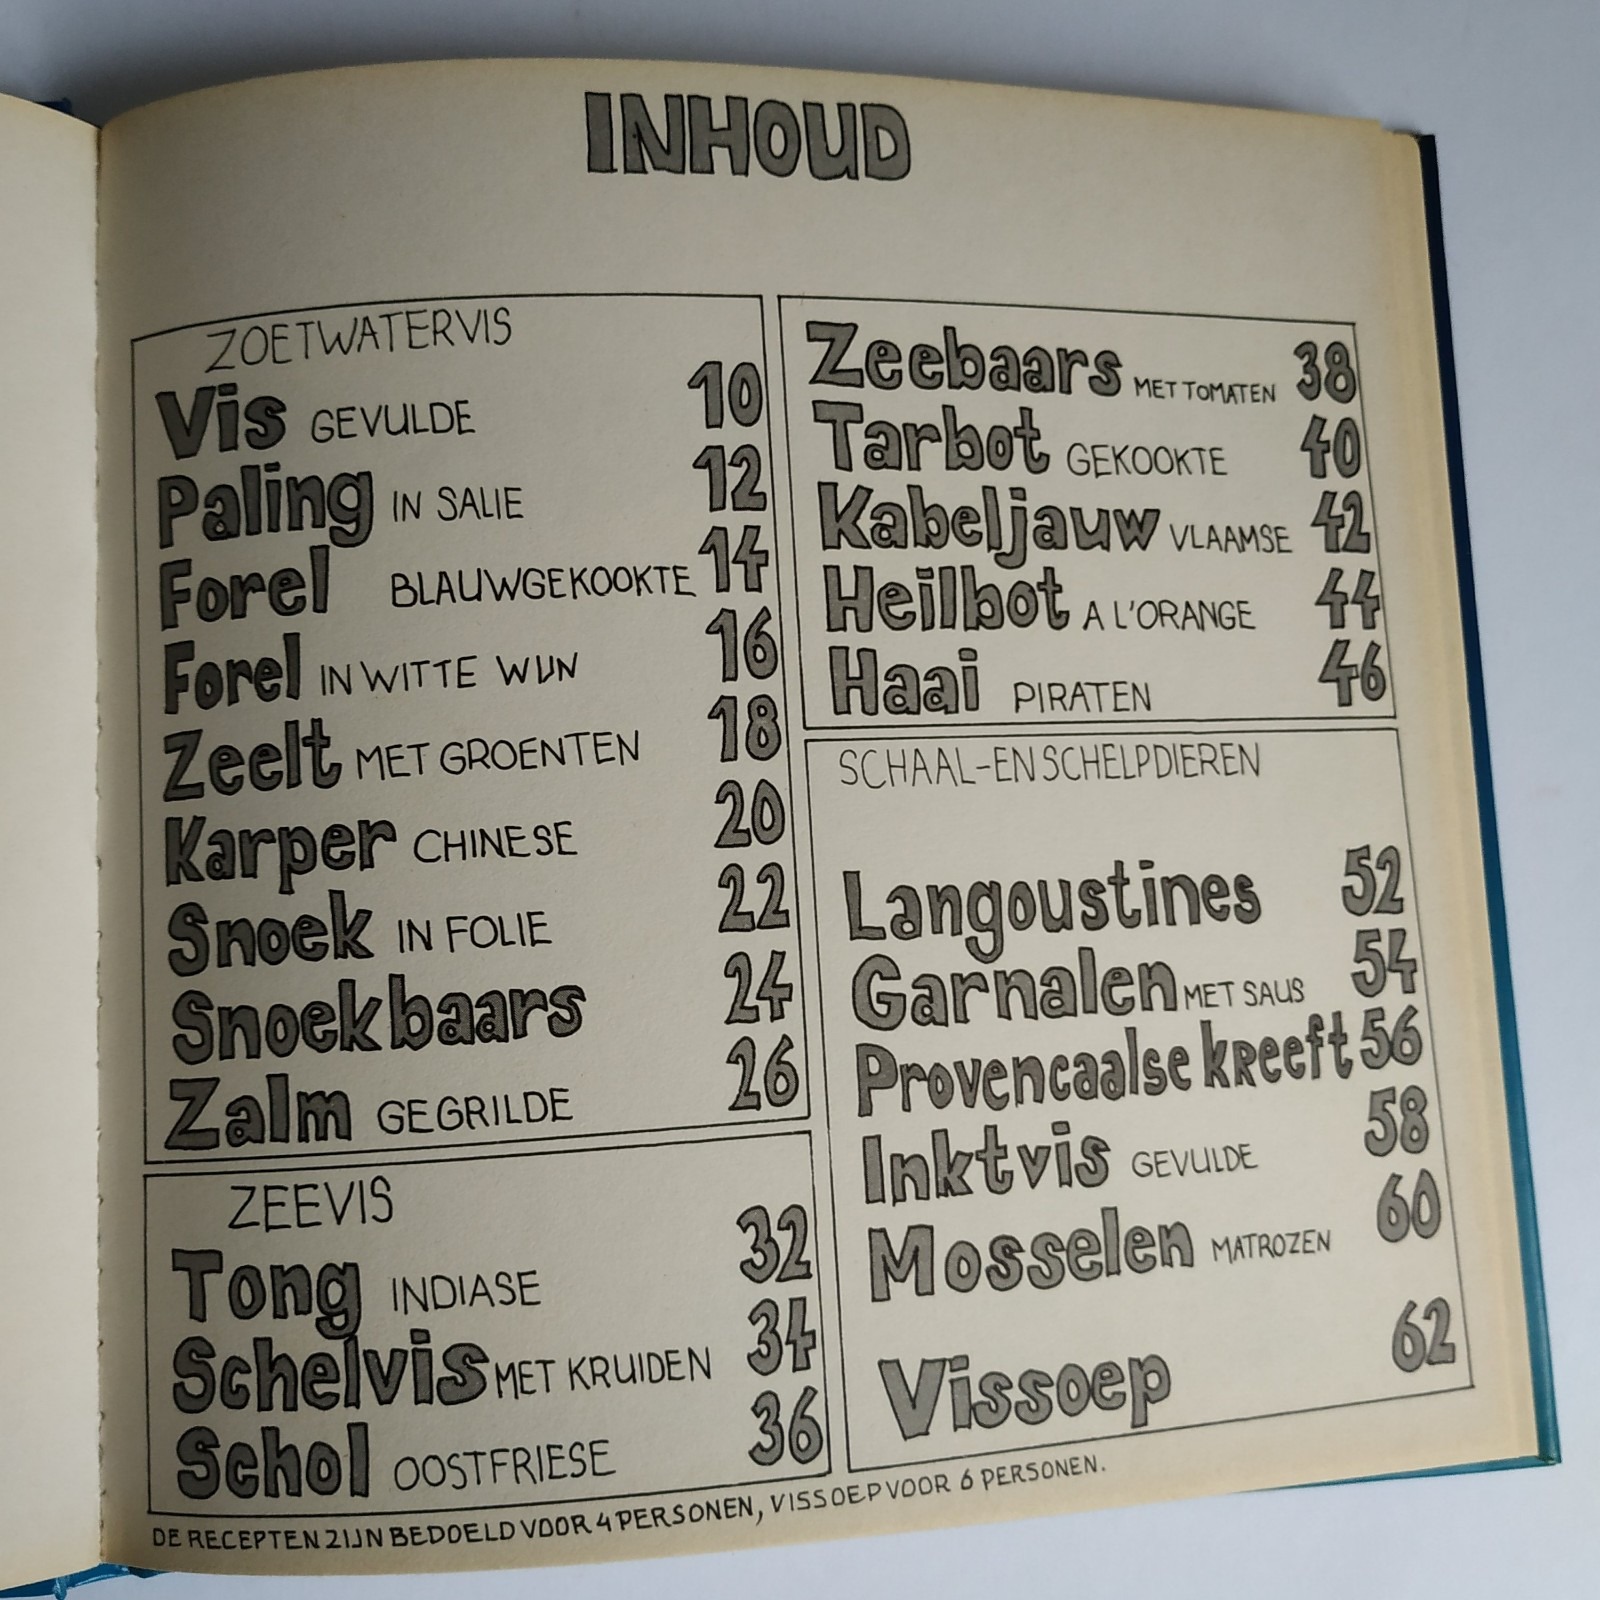 INHOUD
ZOETWATERVIS
Vis GEVULDE 10
Paling IN SALIE 12
Forel BLAUWGEKOOKTE 14
Forel IN WITTE WIJN 16
Zeelt MET GROENTEN 18
Karper CHINESE 20
Snoek IN FOLIE 22
Snoekbaars 24
Zalm GEGRILDE 26
ZEEVIS
Tong INDIASE 32
Schelvis MET KRUIDEN 34
Schol OOSTFRIESE 36
Zeebaars MET TOMATEN 38
Tarbot GEKOOKTE 40
Kabeljauw VLAAMSE 42
Heilbot A L'ORANGE 44
Haai PIRATEN 46
SCHAAL-EN SCHELPDIEREN
Langoustines 52
Garnalen MET SAUS 54
Provencaalse kreeft 56
Inktvis GEVULDE 58
Mosselen MATROZEN 60
Vissoep 62
DE RECEPTEN ZIJN BEDOELD VOOR 4 PERSONEN, VISSOEP VOOR 6 PERSONEN.